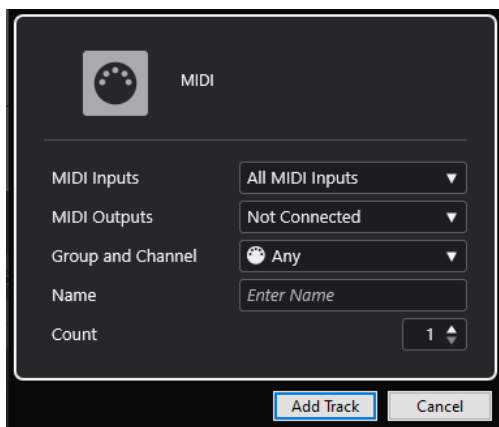 MIDI
MIDI Inputs All MIDI Inputs
MIDI Outputs Not Connected
Group and Channel Any
Name Enter Name
Count 1
Add Track Cancel